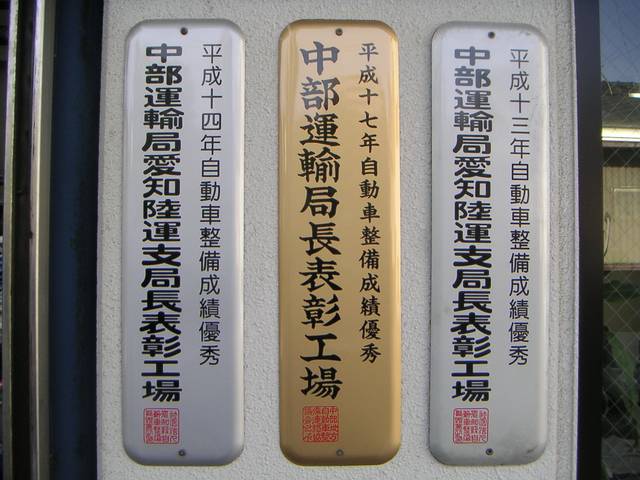 平成十三年自動車整備成績優秀
中部運輸局愛知陸運支局長表彰工場
平成十七年自動車整備成績優秀
中部運輸局長表彰工場
平成十四年自動車整備成績優秀
中部運輸局愛知陸運支局長表彰工場